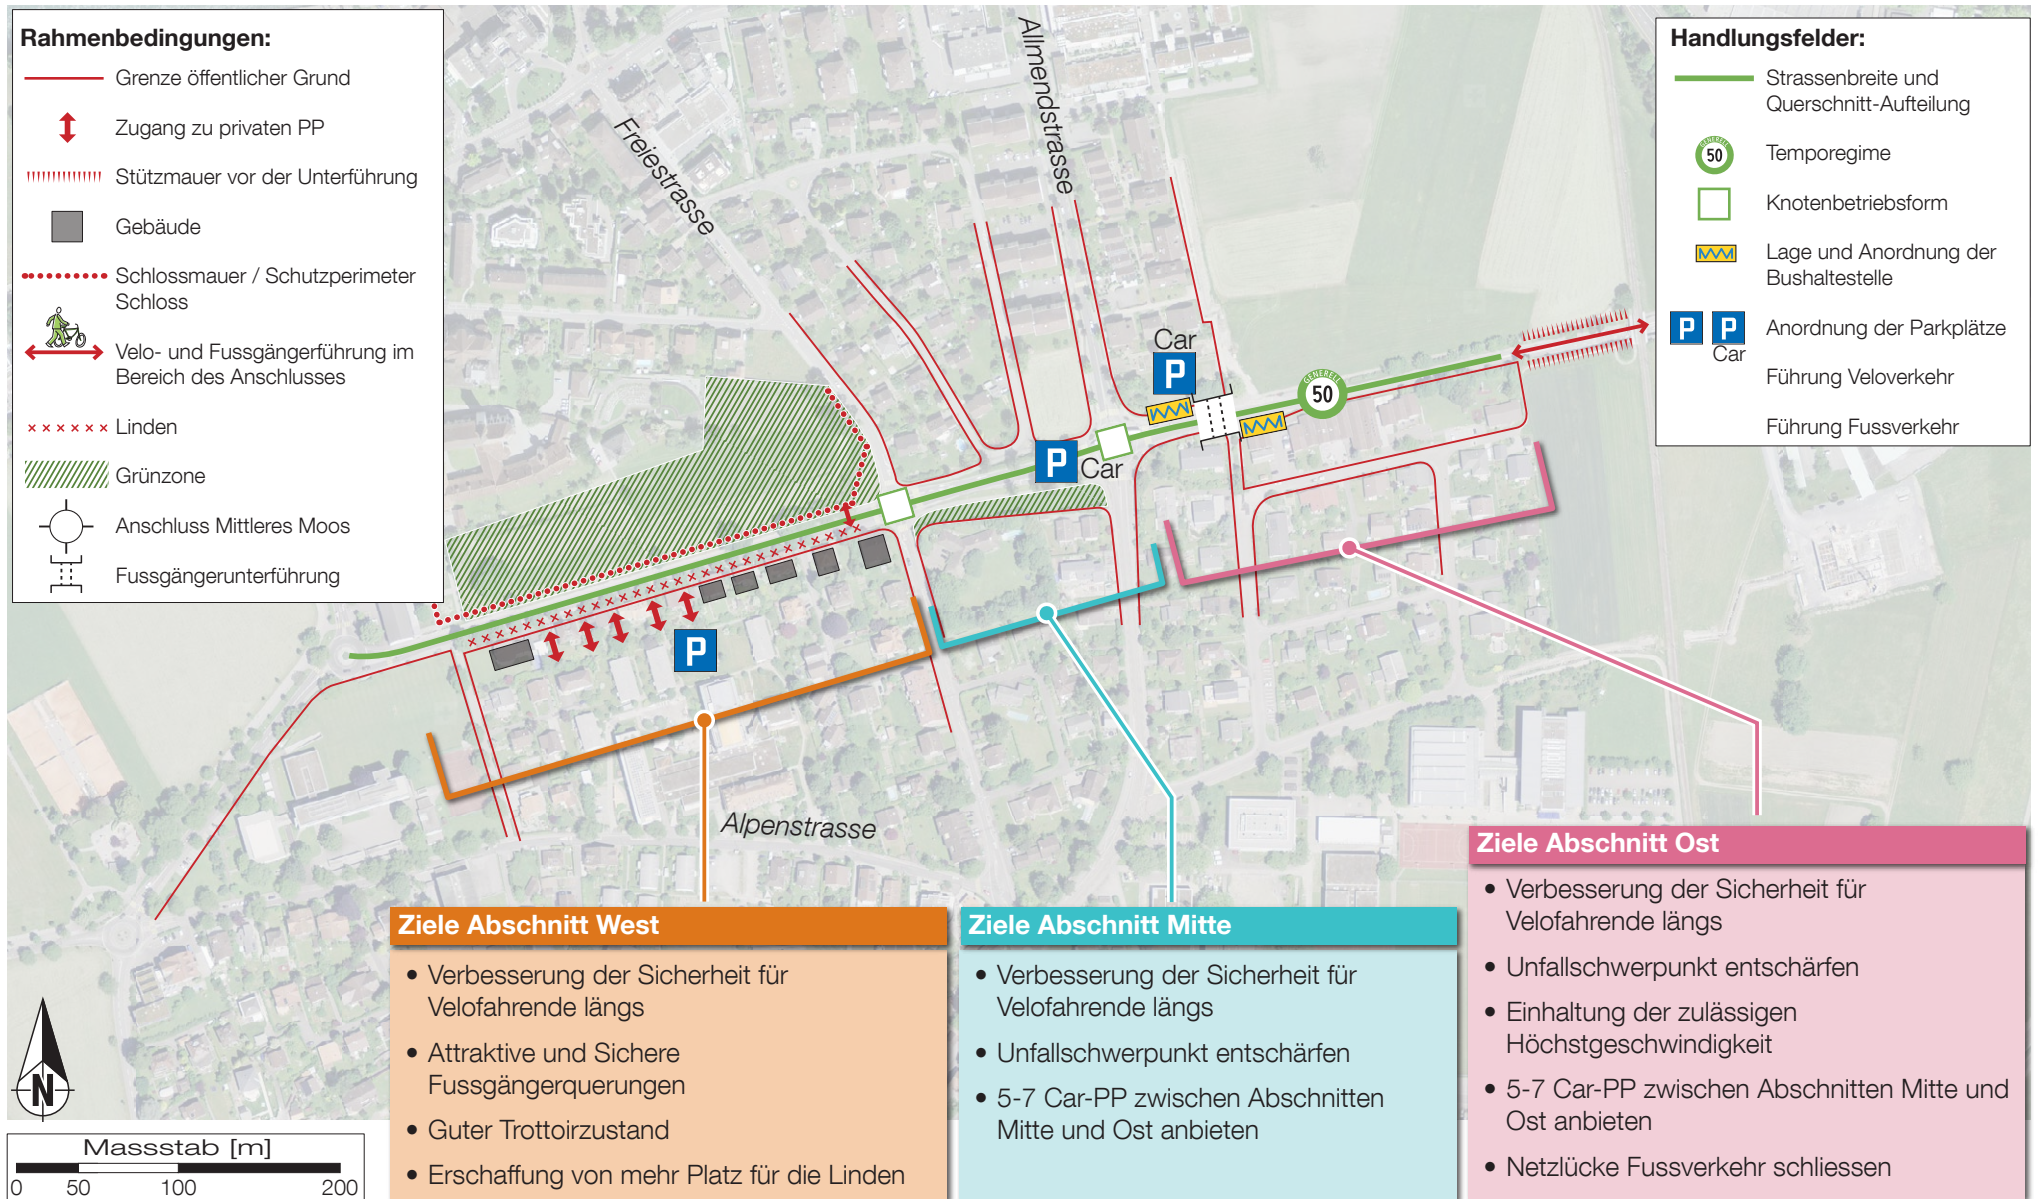 Rahmenbedingungen:
Grenze öffentlicher Grund
Zugang zu privaten PP
Stützmauer vor der Unterführung
Gebäude
Schlossmauer / Schutzperimeter
Schloss
Velo- und Fussgängerführung im
Bereich des Anschlusses
Linden
Grünzone
Anschluss Mittleres Moos
Fussgängerunterführung
Freiestrasse
Allmendstrasse
Car
P
P
Car
GENERELL
50
P
Alpenstrasse
Handlungsfelder:
Strassenbreite und
Querschnitt-Aufteilung
GENERELL
50
Temporegime
Knotenbetriebsform
Lage und Anordnung der
Bushaltestelle
P P
Car
Anordnung der Parkplätze
Führung Veloverkehr
Führung Fussverkehr
Ziele Abschnitt West
• Verbesserung der Sicherheit für
Velofahrende längs
• Attraktive und Sichere
Fussgängerquerungen
• Guter Trottoirzustand
• Erschaffung von mehr Platz für die Linden
Ziele Abschnitt Mitte
• Verbesserung der Sicherheit für
Velofahrende längs
• Unfallschwerpunkt entschärfen
• 5-7 Car-PP zwischen Abschnitten
Mitte und Ost anbieten
Ziele Abschnitt Ost
• Verbesserung der Sicherheit für
Velofahrende längs
• Unfallschwerpunkt entschärfen
• Einhaltung der zulässigen
Höchstgeschwindigkeit
• 5-7 Car-PP zwischen Abschnitten Mitte und
Ost anbieten
• Netzlücke Fussverkehr schliessen
N
Massstab [m]
0 50 100 200